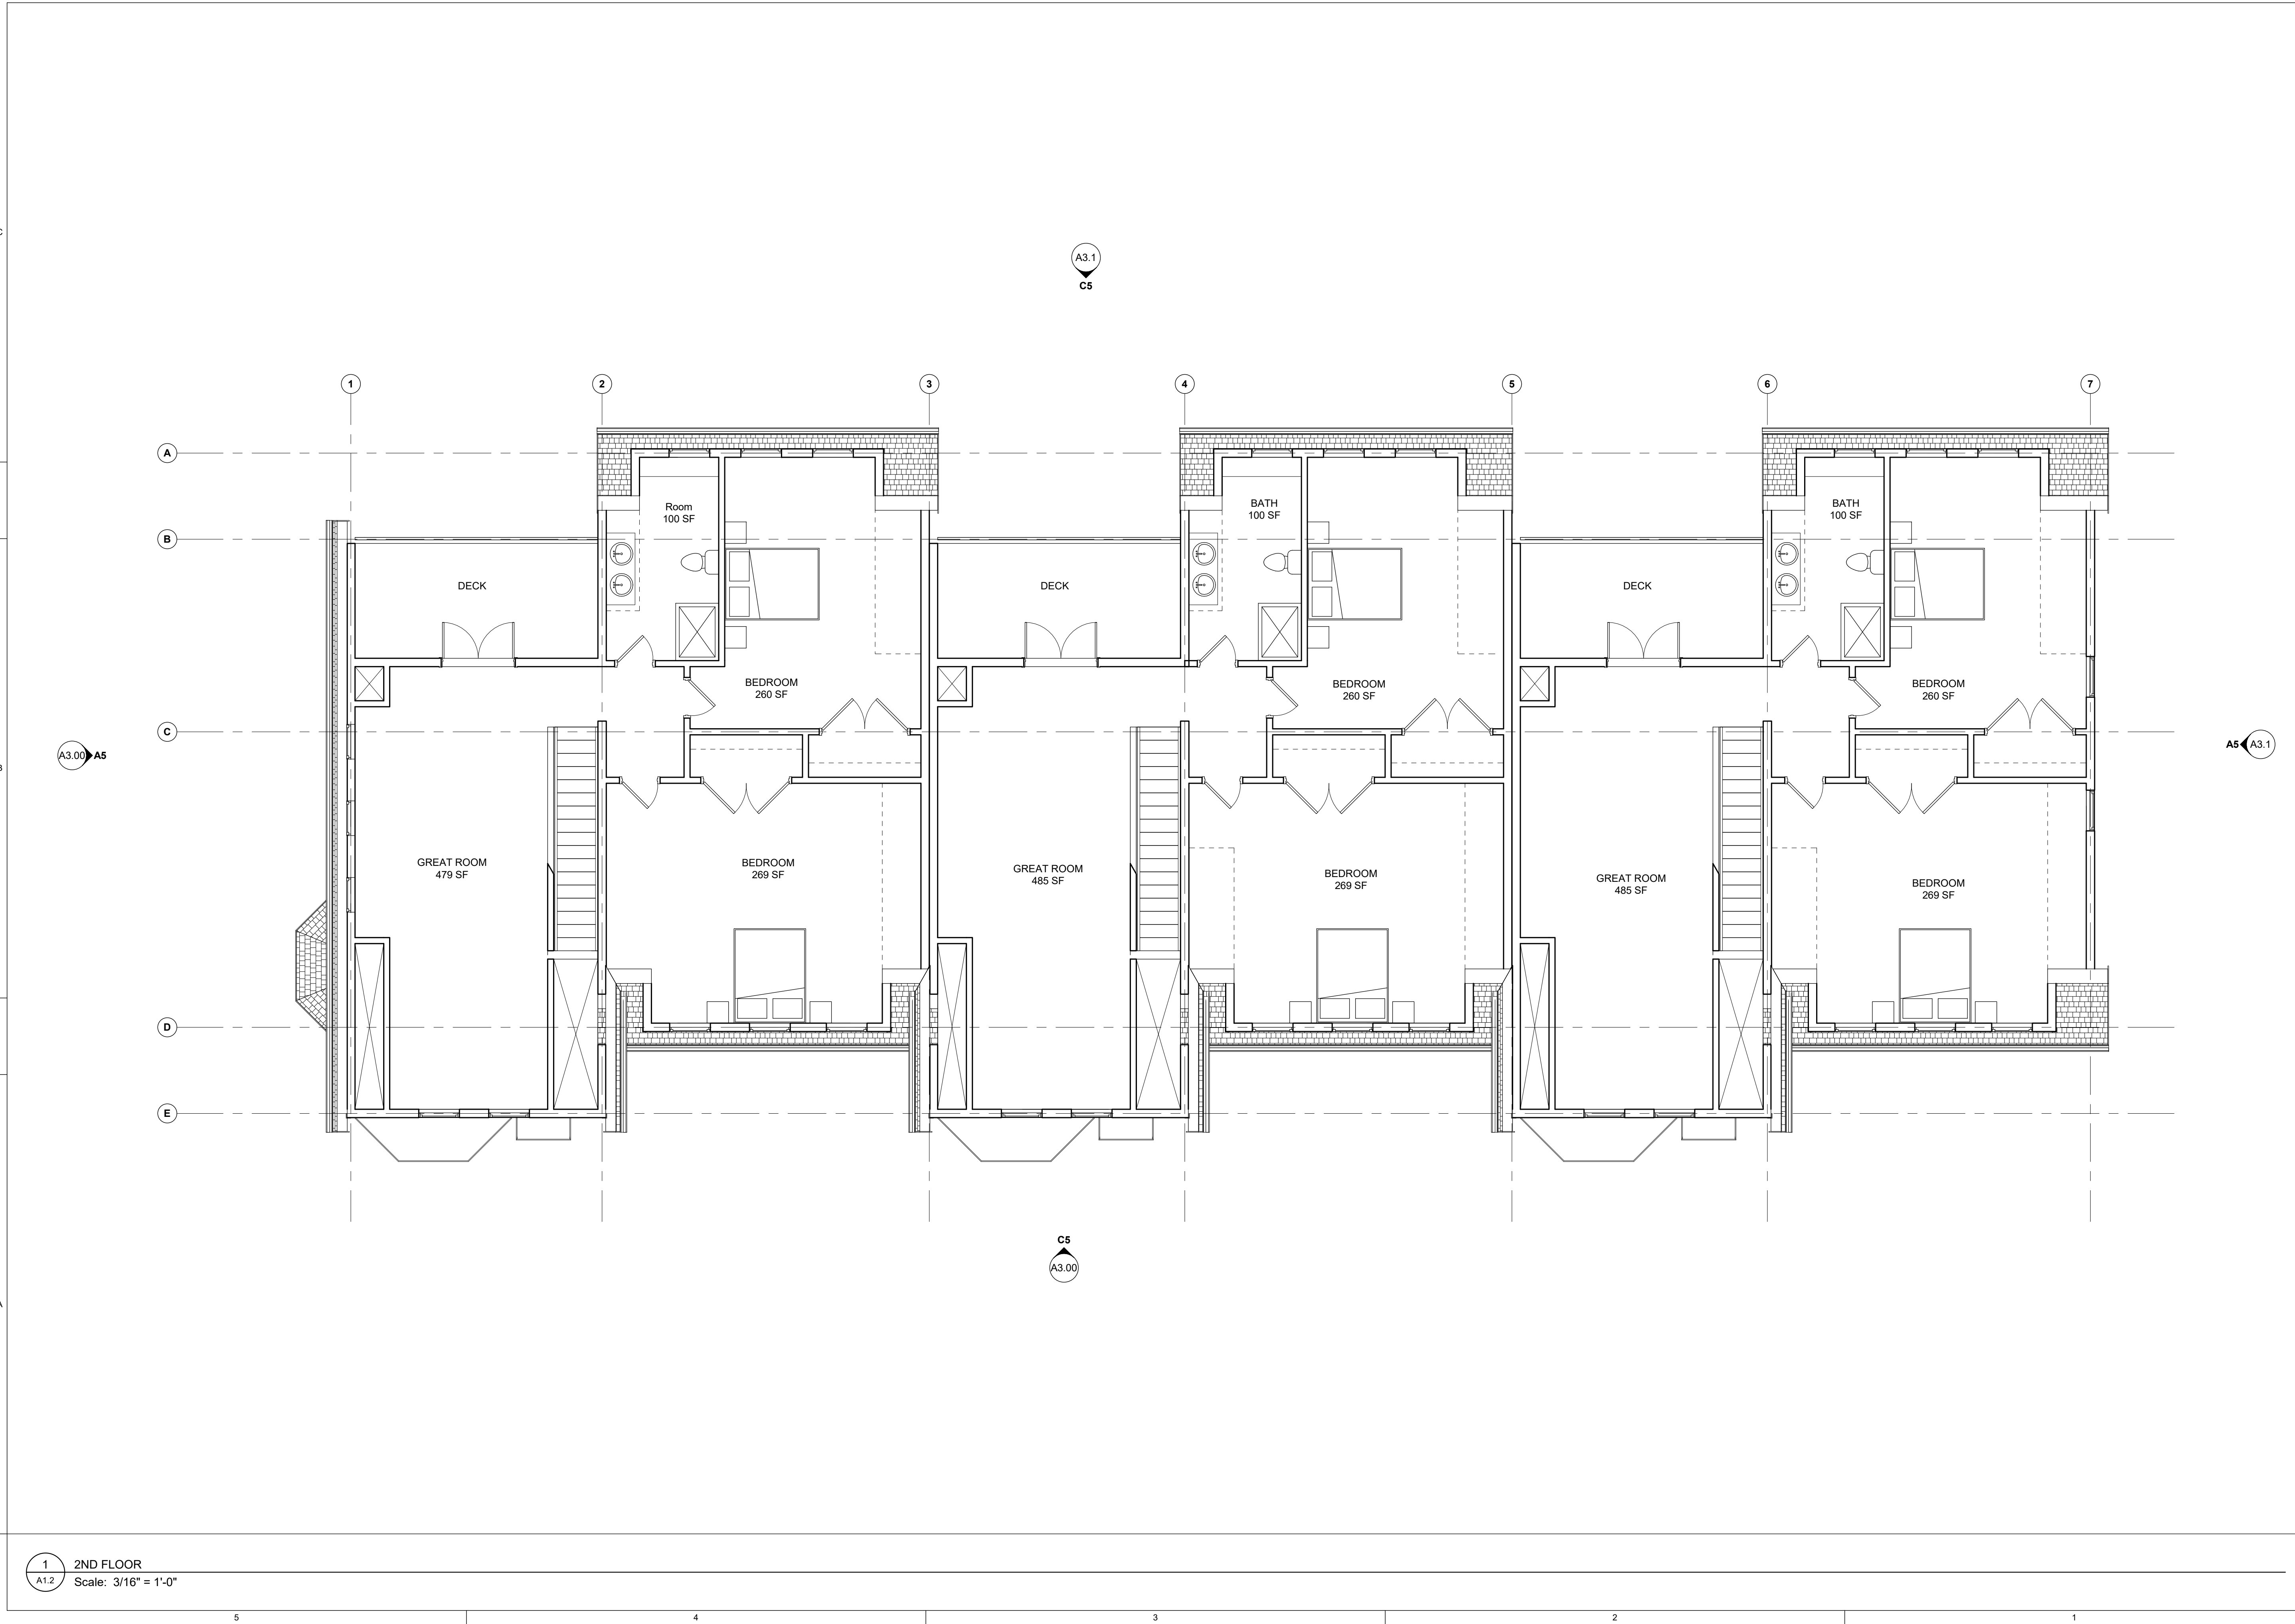 C
A3.1
C5
1
2
3
4
5
6
7
A
B
C
D
E
Room
100 SF
BATH
100 SF
BATH
100 SF
DECK
DECK
DECK
BEDROOM
260 SF
BEDROOM
260 SF
BEDROOM
260 SF
A3.00
A5
A5
A3.1
B
GREAT ROOM
479 SF
BEDROOM
269 SF
GREAT ROOM
485 SF
BEDROOM
269 SF
GREAT ROOM
485 SF
BEDROOM
269 SF
C5
A3.00
A
1
A1.2
2ND FLOOR
Scale: 3/16" = 1'-0"
5
4
3
2
1